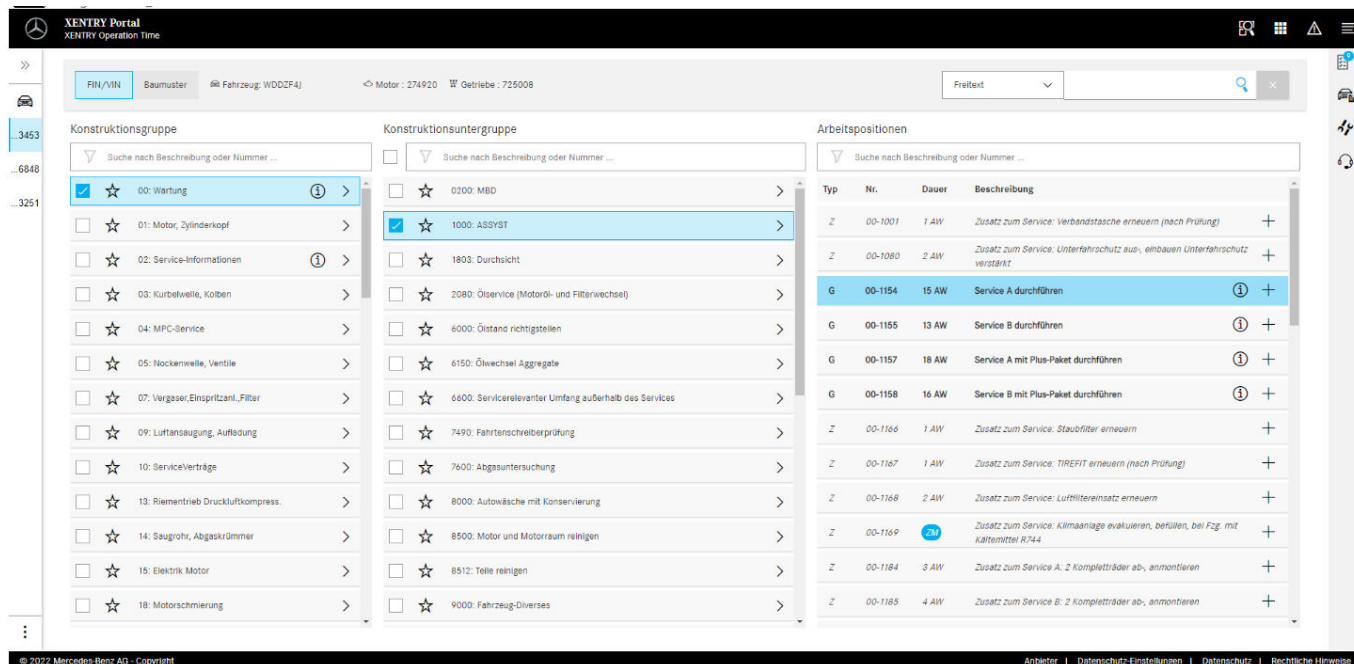 XENTRY Portal
XENTRY Operation Time
FIN/VIN
Baumuster
Fahrzeug: WDDZF4J
Motor : 274920
Getriebe : 725008
Freitext
...3453
...6848
...3251
Konstruktionsgruppe
Suche nach Beschreibung oder Nummer ...
00: Wartung
01: Motor, Zylinderkopf
02: Service-Informationen
03: Kurbelwelle, Kolben
04: MPC-Service
05: Nockenwelle, Ventile
07: Vergaser,Einspritzanl.,Filter
09: Luftansaugung, Aufladung
10: ServiceVerträge
13: Riementrieb Druckluftkompress.
14: Saugrohr, Abgaskrümmer
15: Elektrik Motor
18: Motorschmierung
Konstruktionsuntergruppe
Suche nach Beschreibung oder Nummer ...
0200: MBD
1000: ASSYST
1803: Durchsicht
2080: Ölservice (Motoröl- und Filterwechsel)
6000: Ölstand richtigstellen
6150: Ölwechsel Aggregate
6600: Servicerelevanter Umfang außerhalb des Services
7490: Fahrtenschreiberprüfung
7600: Abgasuntersuchung
8000: Autowäsche mit Konservierung
8500: Motor und Motorraum reinigen
8512: Teile reinigen
9000: Fahrzeug-Diverses
Arbeitspositionen
Suche nach Beschreibung oder Nummer ...
Typ Nr. Dauer Beschreibung
Z 00-1001 1 AW Zusatz zum Service: Verbandstasche erneuern (nach Prüfung)
Z 00-1080 2 AW Zusatz zum Service: Unterfahrschutz aus-, einbauen Unterfahrschutz
verstärkt
G 00-1154 15 AW Service A durchführen
G 00-1155 13 AW Service B durchführen
G 00-1157 18 AW Service A mit Plus-Paket durchführen
G 00-1158 16 AW Service B mit Plus-Paket durchführen
Z 00-1166 1 AW Zusatz zum Service: Staubfilter erneuern
Z 00-1167 1 AW Zusatz zum Service: TIREFIT erneuern (nach Prüfung)
Z 00-1168 2 AW Zusatz zum Service: Luftfiltereinsatz erneuern
Z 00-1169 ZM Zusatz zum Service: Klimaanlage evakuieren, befüllen, bei Fzg. mit
Kältemittel R744
Z 00-1184 3 AW Zusatz zum Service A: 2 Kompletträder ab-, anmontieren
Z 00-1185 4 AW Zusatz zum Service B: 2 Kompletträder ab-, anmontieren
© 2022 Mercedes-Benz AG - Copyright
Anbieter | Datenschutz-Einstellungen | Datenschutz | Rechtliche Hinweise